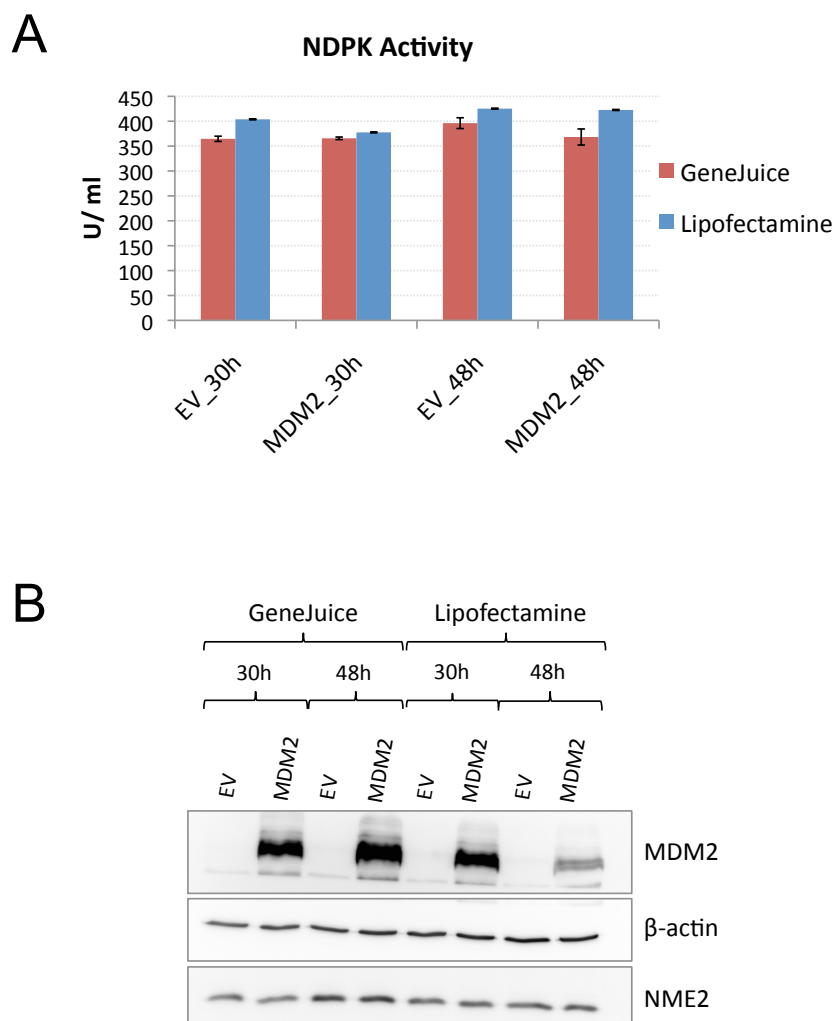 A
NDPK Activity
450
400
350
300
250
200
150
100
50
0
U/ ml
EV_30h
MDM2_30h
EV_48h
MDM2_48h
GeneJuice
Lipofectamine
B
GeneJuice Lipofectamine
30h 48h 30h 48h
EV MDM2 EV MDM2 EV MDM2 EV MDM2
MDM2
β-actin
NME2